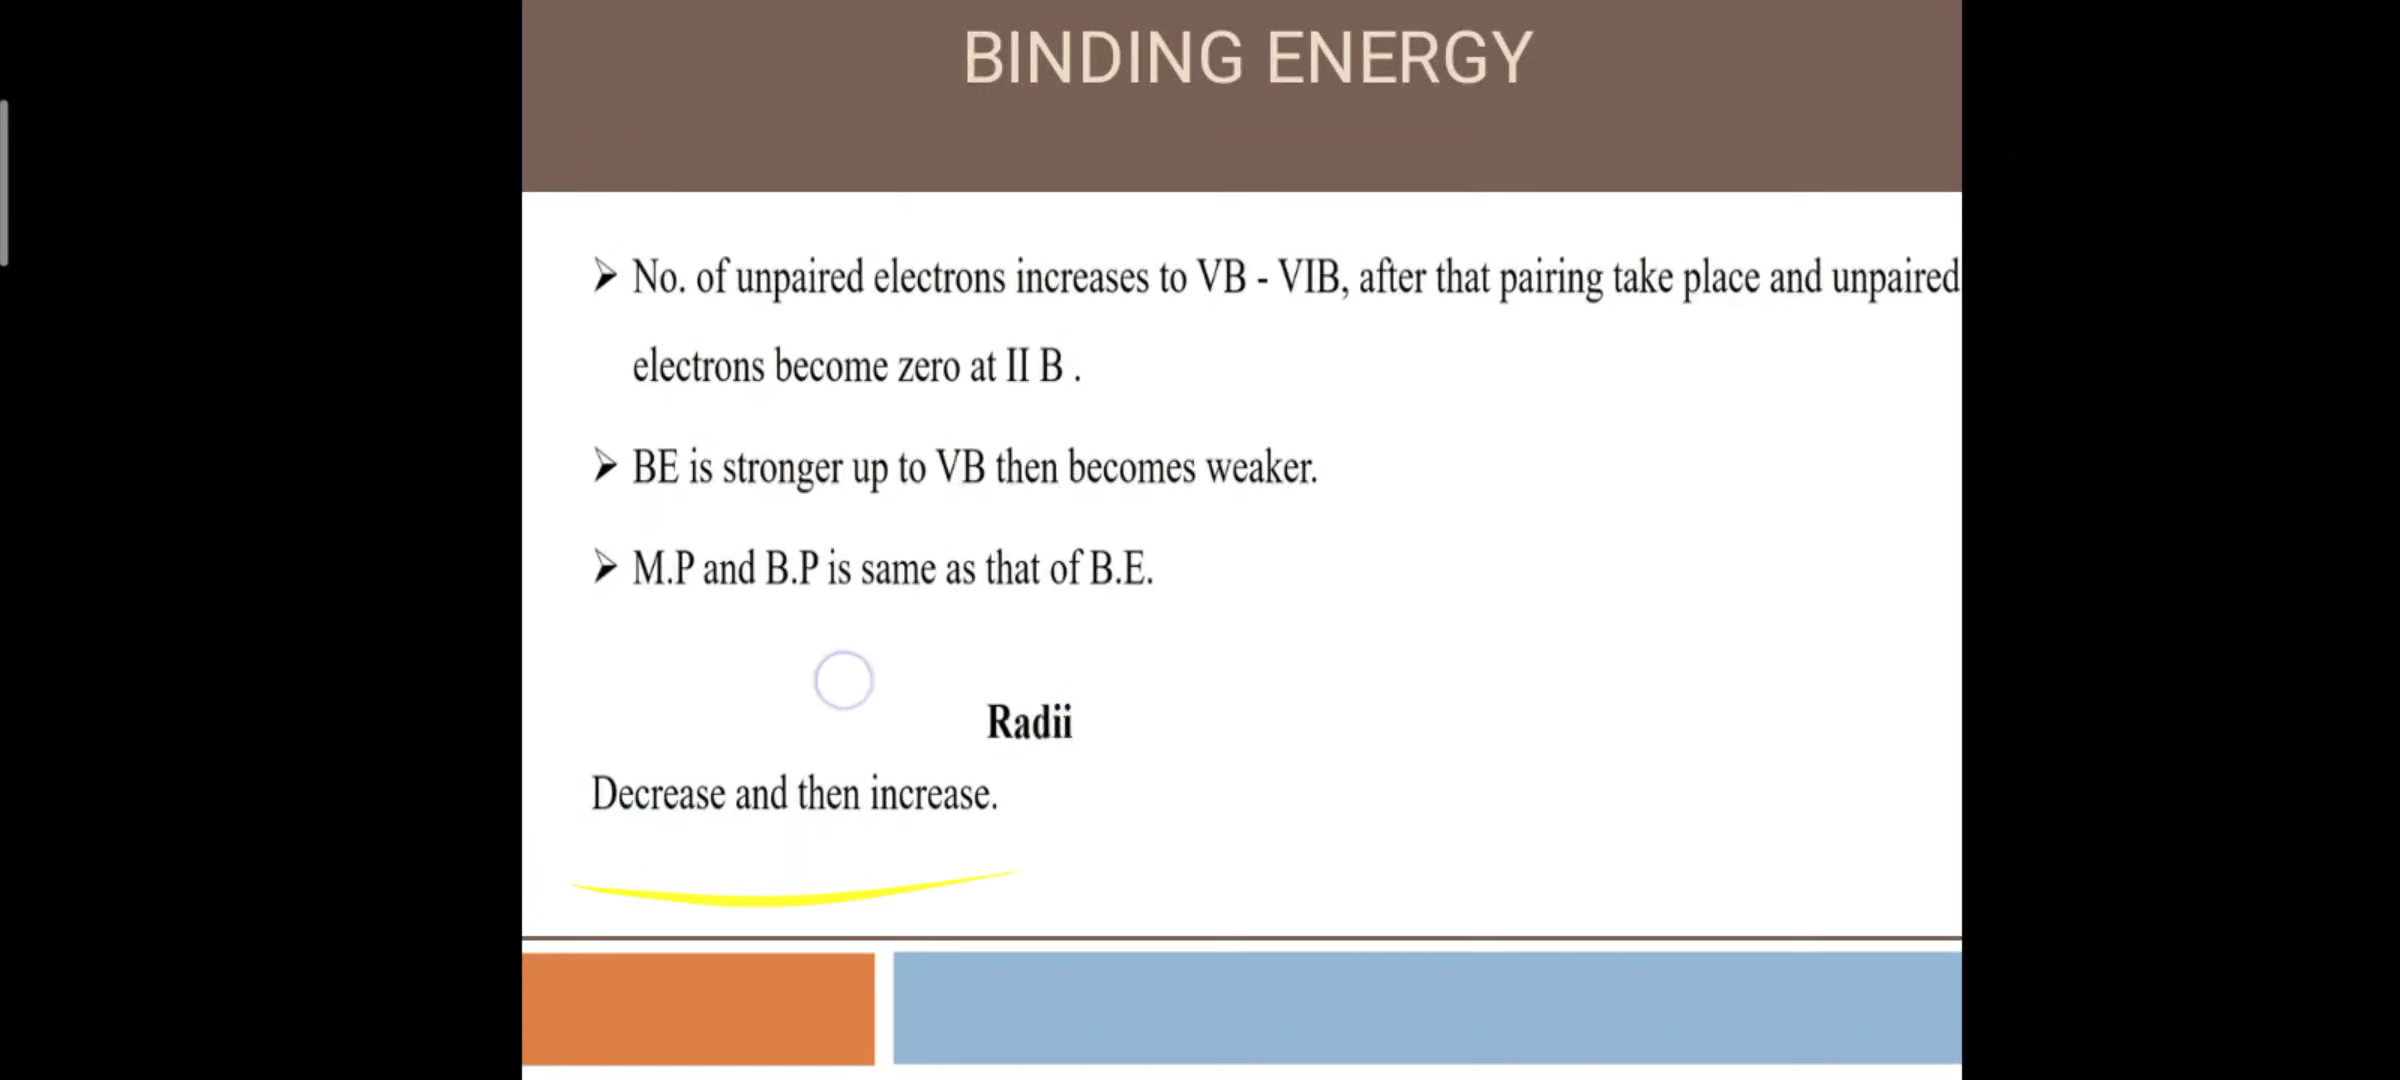 BINDING ENERGY
➤ No. of unpaired electrons increases to VB - VIB, after that pairing take place and unpaired
electrons become zero at II B .
➤ BE is stronger up to VB then becomes weaker.
➤ M.P and B.P is same as that of B.E.
Radii
Decrease and then increase.